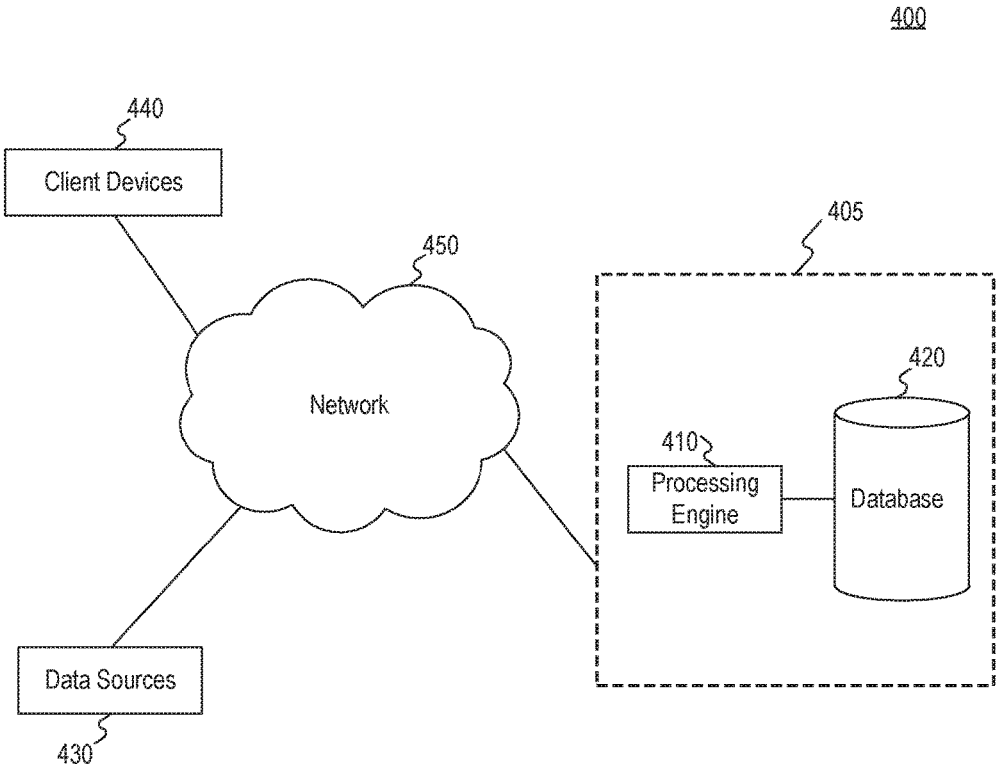 400
440
Client Devices
405
450
Network
420
410
Processing
Engine
Database
Data Sources
430